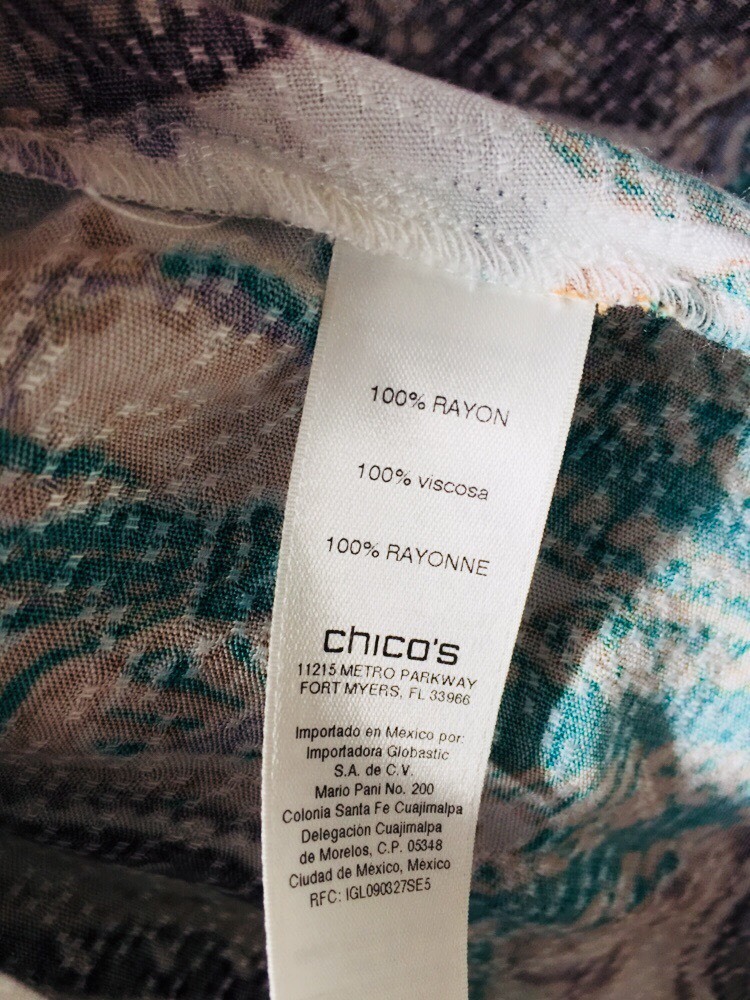 100% RAYON
100% viscosa
100% RAYONNE
chico's
11215 METRO PARKWAY
FORT MYERS, FL 33966
Importado en México por:
Importadora Globastic
S.A. de C.V.
Mario Pani No. 200
Colonia Santa Fe Cuajimalpa
Delegación Cuajimalpa
de Morelos, C.P. 05348
Ciudad de México, México
RFC: IGL090327SE5